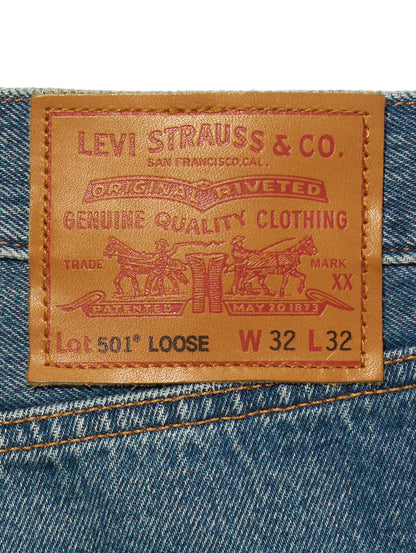 LEVI STRAUSS & CO.
SAN FRANCISCO, CAL.
ORIGINAL RIVETED
GENUINE QUALITY CLOTHING
TRADE MARK
XX
PATENTED MAY 20 1873
Lot 501® LOOSE W 32 L 32